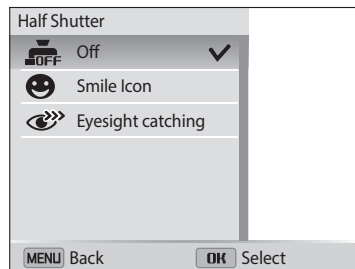 Half Shutter
OFF Off
Smile Icon
Eyesight catching
MENU Back OK Select